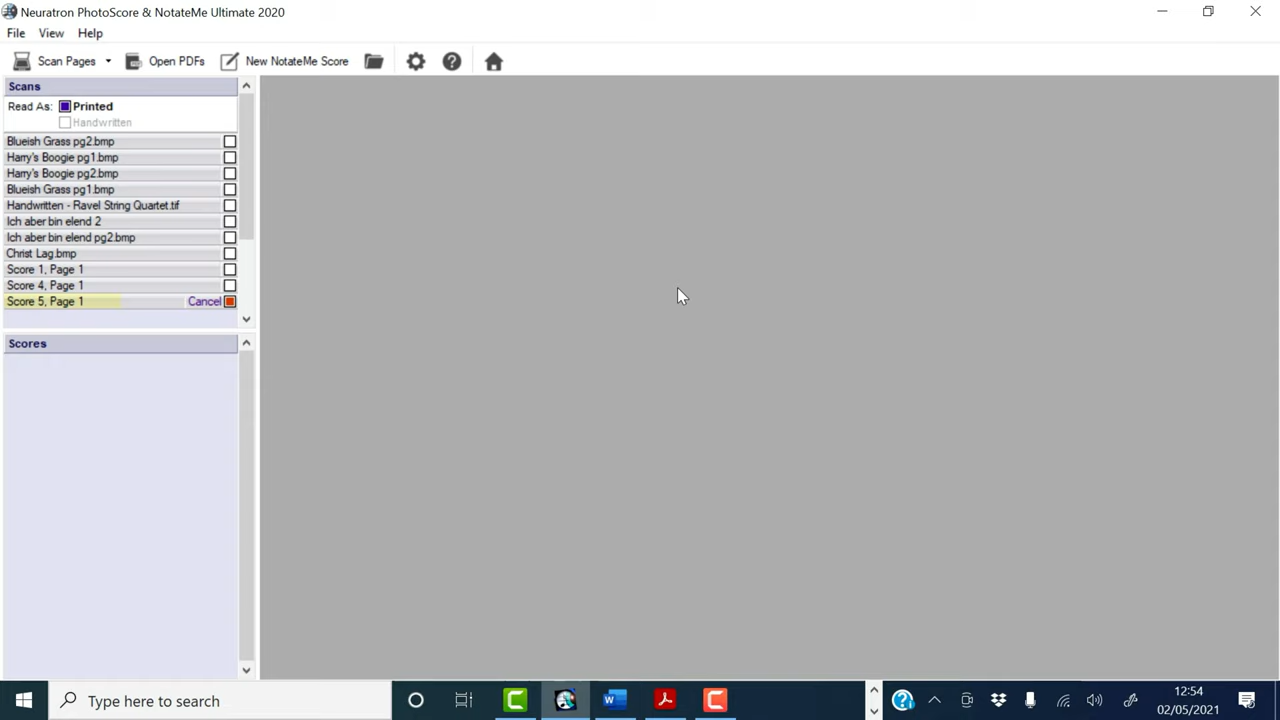 Neuratron PhotoScore & NotateMe Ultimate 2020
File View Help
Scan Pages Open PDFs New NotateMe Score
Scans
Read As: Printed
Handwritten
Blueish Grass pg2.bmp
Harry's Boogie pg1.bmp
Harry's Boogie pg2.bmp
Blueish Grass pg1.bmp
Handwritten - Ravel String Quartet.tif
Ich aber bin elend 2
Ich aber bin elend pg2.bmp
Christ Lag.bmp
Score 1, Page 1
Score 4, Page 1
Score 5, Page 1 Cancel
Scores
Type here to search
12:54
02/05/2021